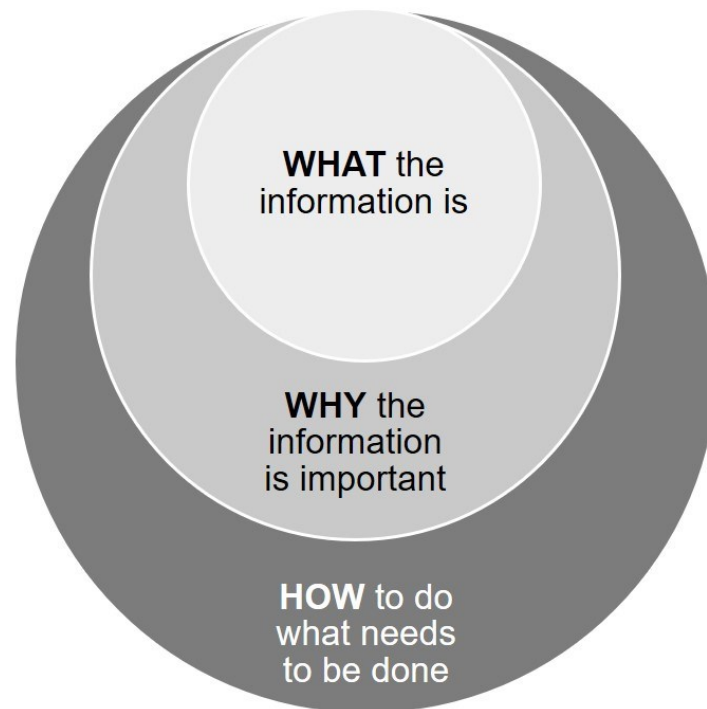 WHAT the
information is
WHY the
information
is important
HOW to do
what needs
to be done